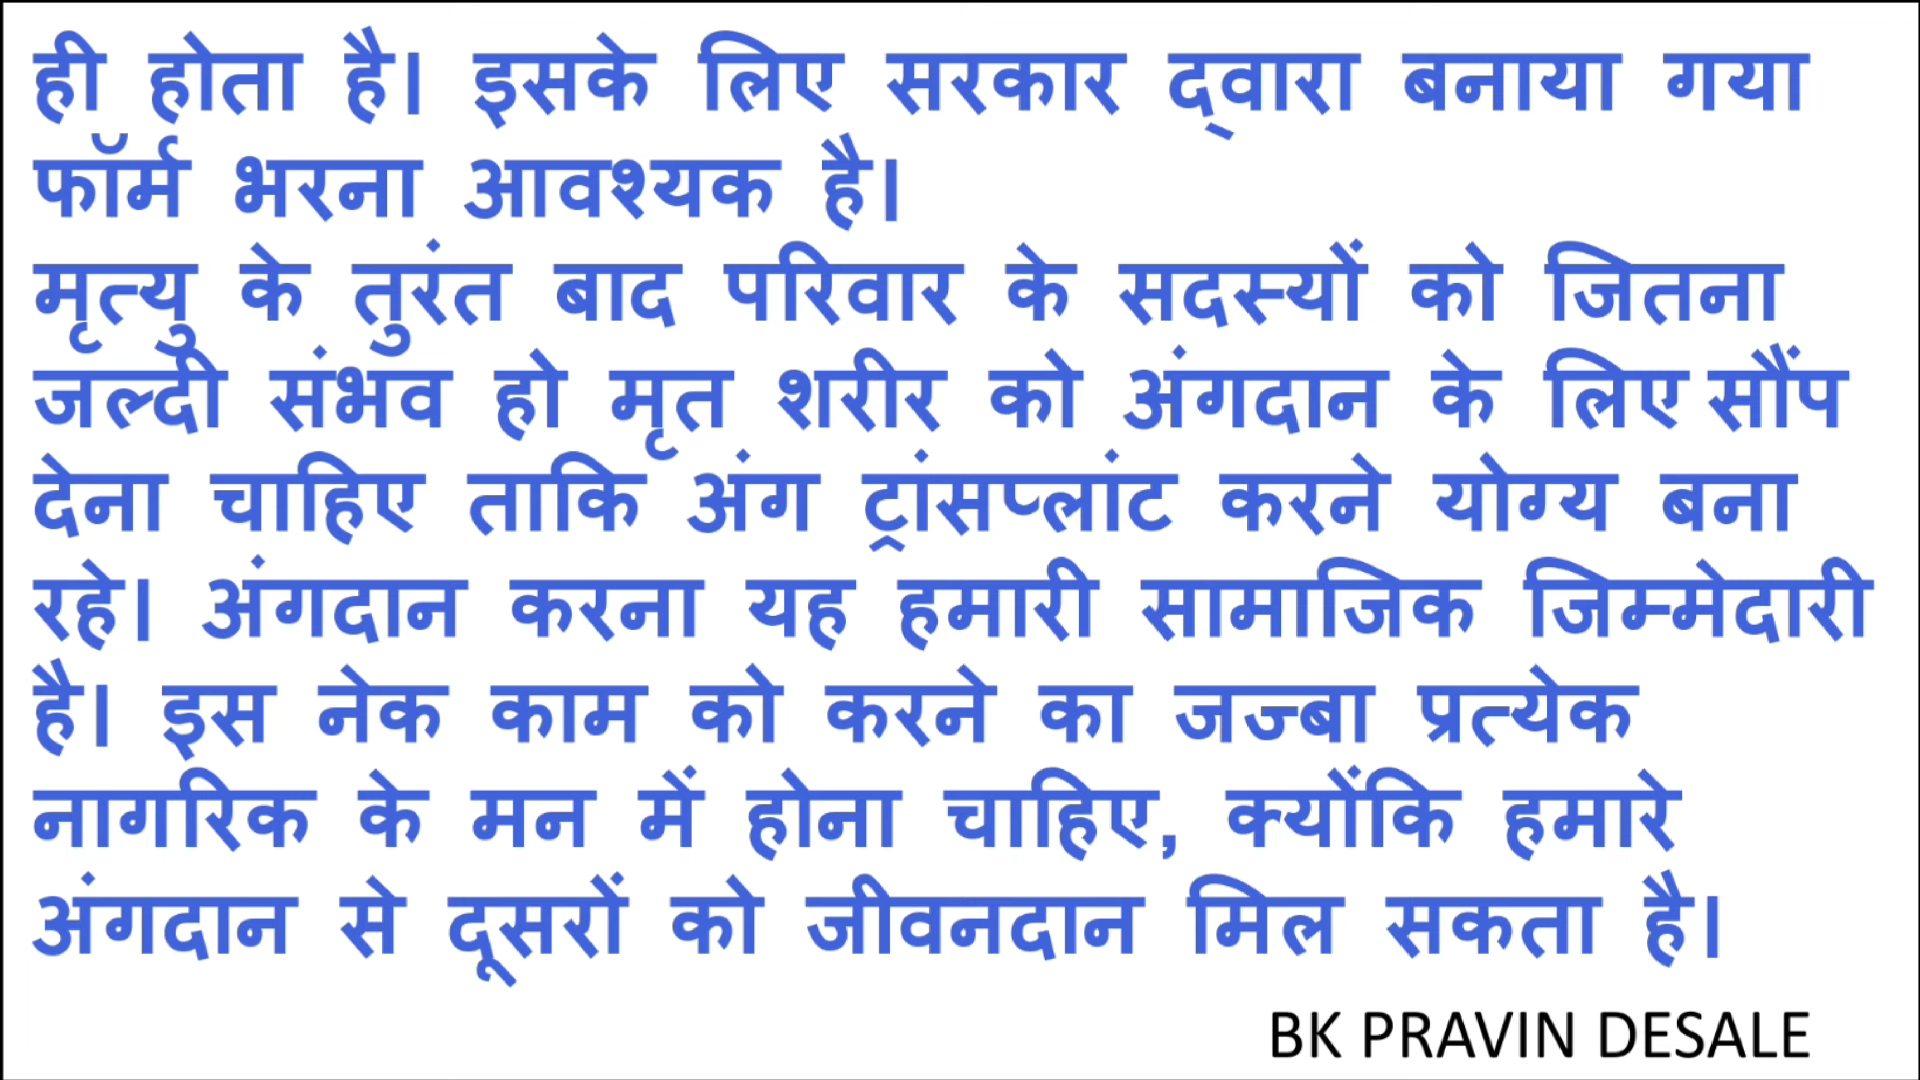 ही होता है। इसके लिए सरकार द्‌वारा बनाया गया
फॉर्म भरना आवश्यक है।
मृत्यु के तुरंत बाद परिवार के सदस्यों को जितना
जल्दी संभव हो मृत शरीर को अंगदान के लिए सौंप
देना चाहिए ताकि अंग ट्रांसप्लांट करने योग्य बना
रहे। अंगदान करना यह हमारी सामाजिक जिम्मेदारी
है। इस नेक काम को करने का जज्बा प्रत्येक
नागरिक के मन में होना चाहिए, क्योंकि हमारे
अंगदान से दूसरों को जीवनदान मिल सकता है।
BK PRAVIN DESALE